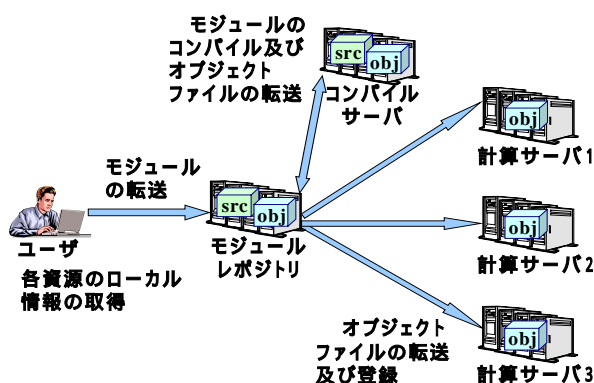 モジュールの
コンパイル及び
オブジェクト
ファイルの転送
src
obj
コンパイル
サーバ
obj
計算サーバ1
モジュール
の転送
src
obj
モジュール
レポジトリ
obj
計算サーバ2
ユーザ
各資源のローカル
情報の取得
オブジェクト
ファイルの転送
及び登録
obj
計算サーバ3